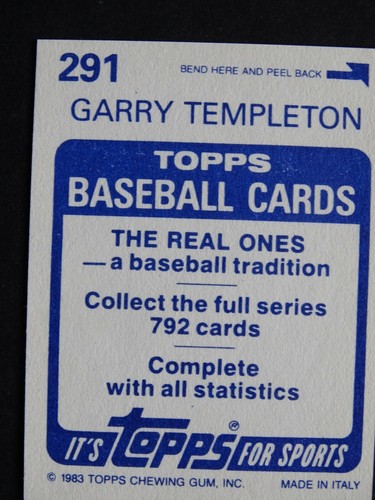 291 BEND HERE AND PEEL BACK
GARRY TEMPLETON
TOPPS
BASEBALL CARDS
THE REAL ONES
— a baseball tradition
Collect the full series
792 cards
Complete
with all statistics
IT'S topps® FOR SPORTS
© 1983 TOPPS CHEWING GUM, INC. MADE IN ITALY